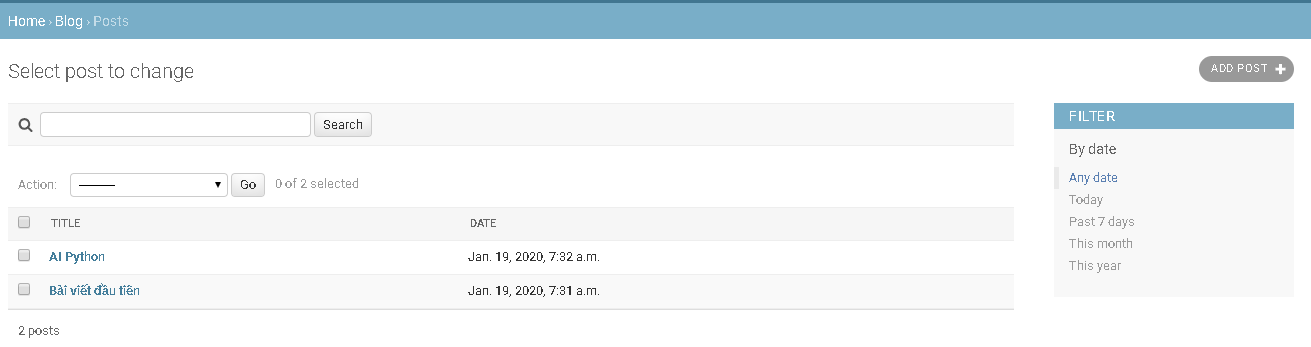 Home › Blog › Posts
Select post to change
ADD POST
Search
Action: --------- Go 0 of 2 selected
TITLE DATE
AI Python Jan. 19, 2020, 7:32 a.m.
Bài viết đầu tiên Jan. 19, 2020, 7:31 a.m.
2 posts
FILTER
By date
Any date
Today
Past 7 days
This month
This year